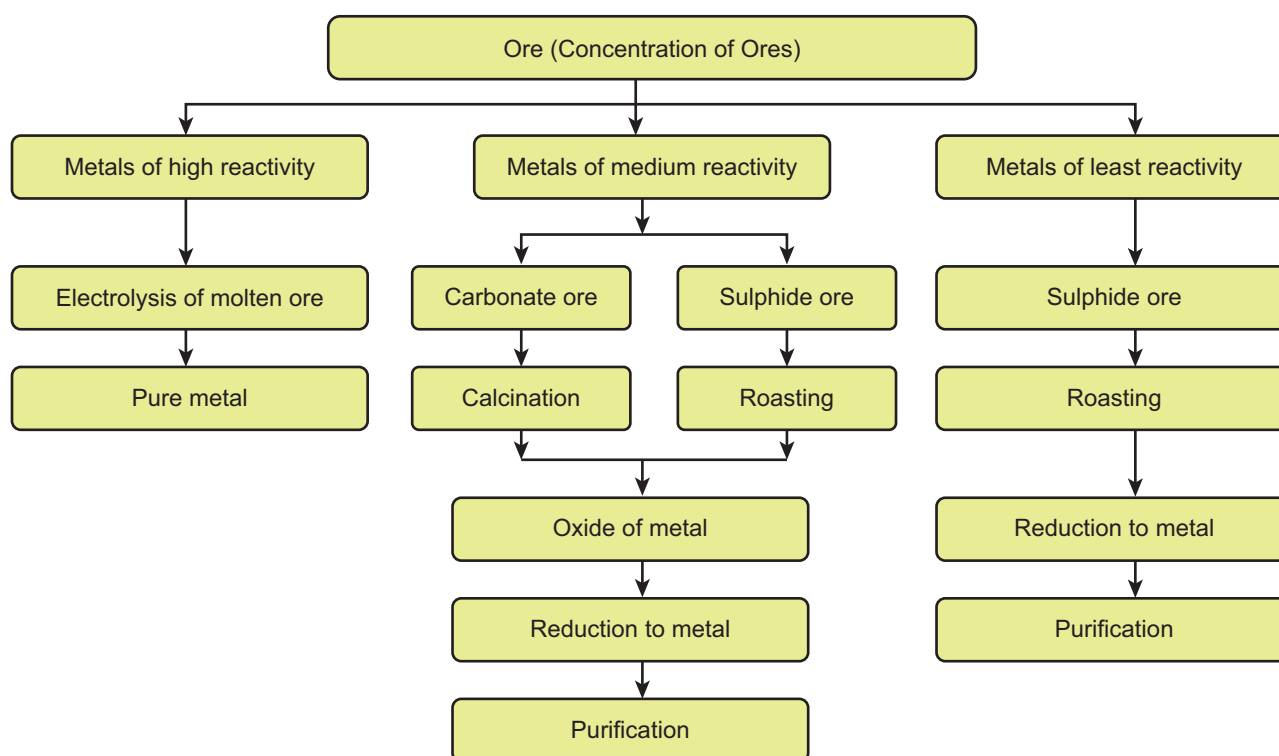 Ore (Concentration of Ores)
Metals of high reactivity
Metals of medium reactivity
Metals of least reactivity
Electrolysis of molten ore
Carbonate ore
Sulphide ore
Sulphide ore
Pure metal
Calcination
Roasting
Roasting
Oxide of metal
Reduction to metal
Reduction to metal
Purification
Purification